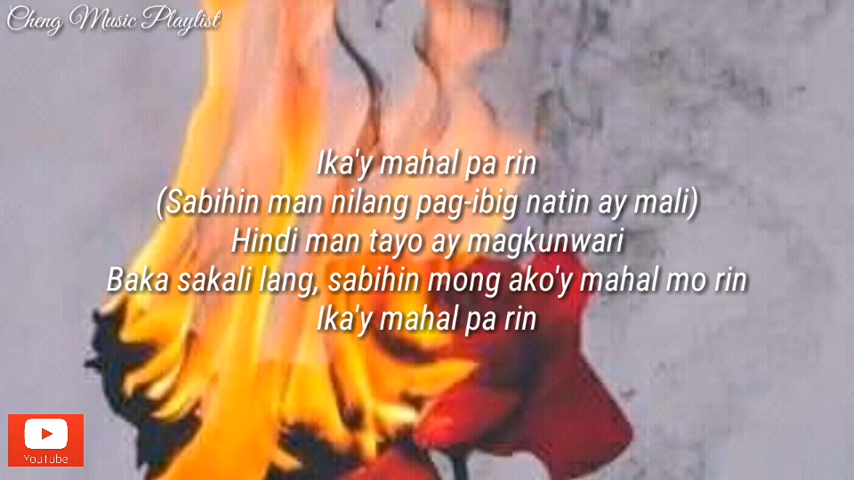 Cheng Music Playlist
Ika'y mahal pa rin
(Sabihin man nilang pag-ibig natin ay mali)
Hindi man tayo ay magkunwari
Baka sakali lang, sabihin mong ako'y mahal mo rin
Ika'y mahal pa rin
YouTube